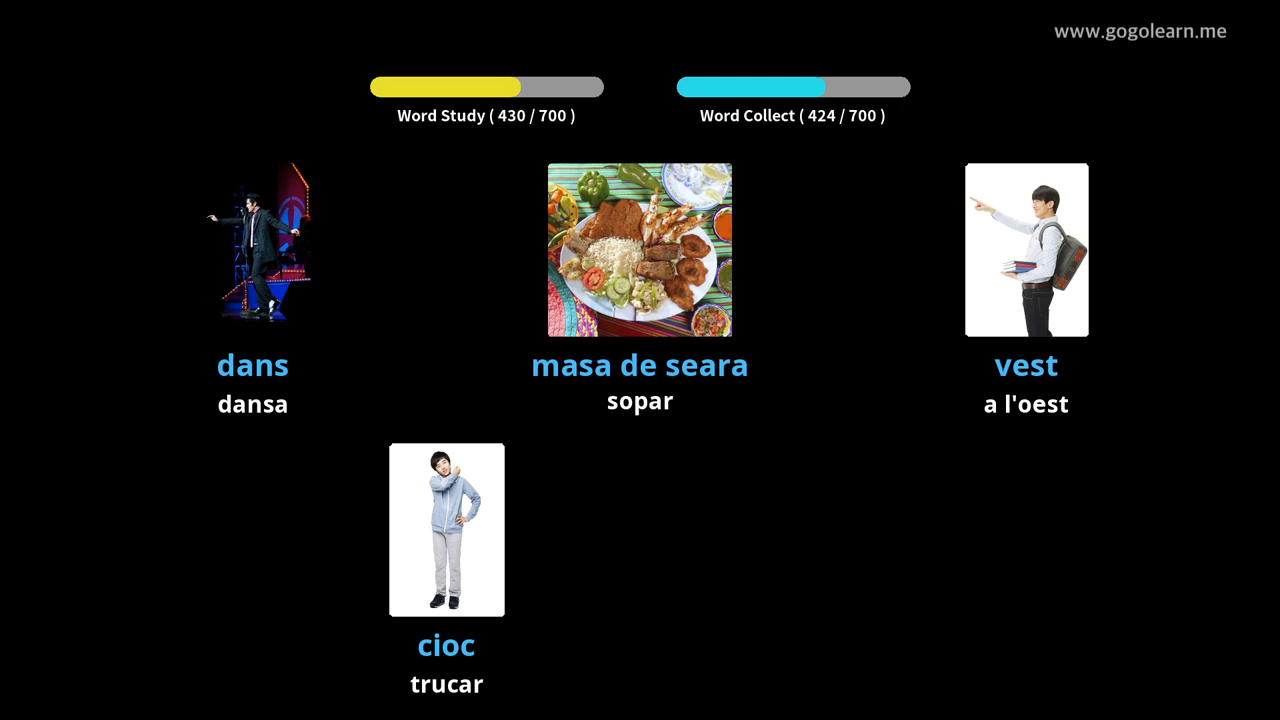 www.gogolearn.me
Word Study ( 430 / 700 )
Word Collect ( 424 / 700 )
dans
dansa
masa de seara
sopar
vest
a l'oest
cioc
trucar